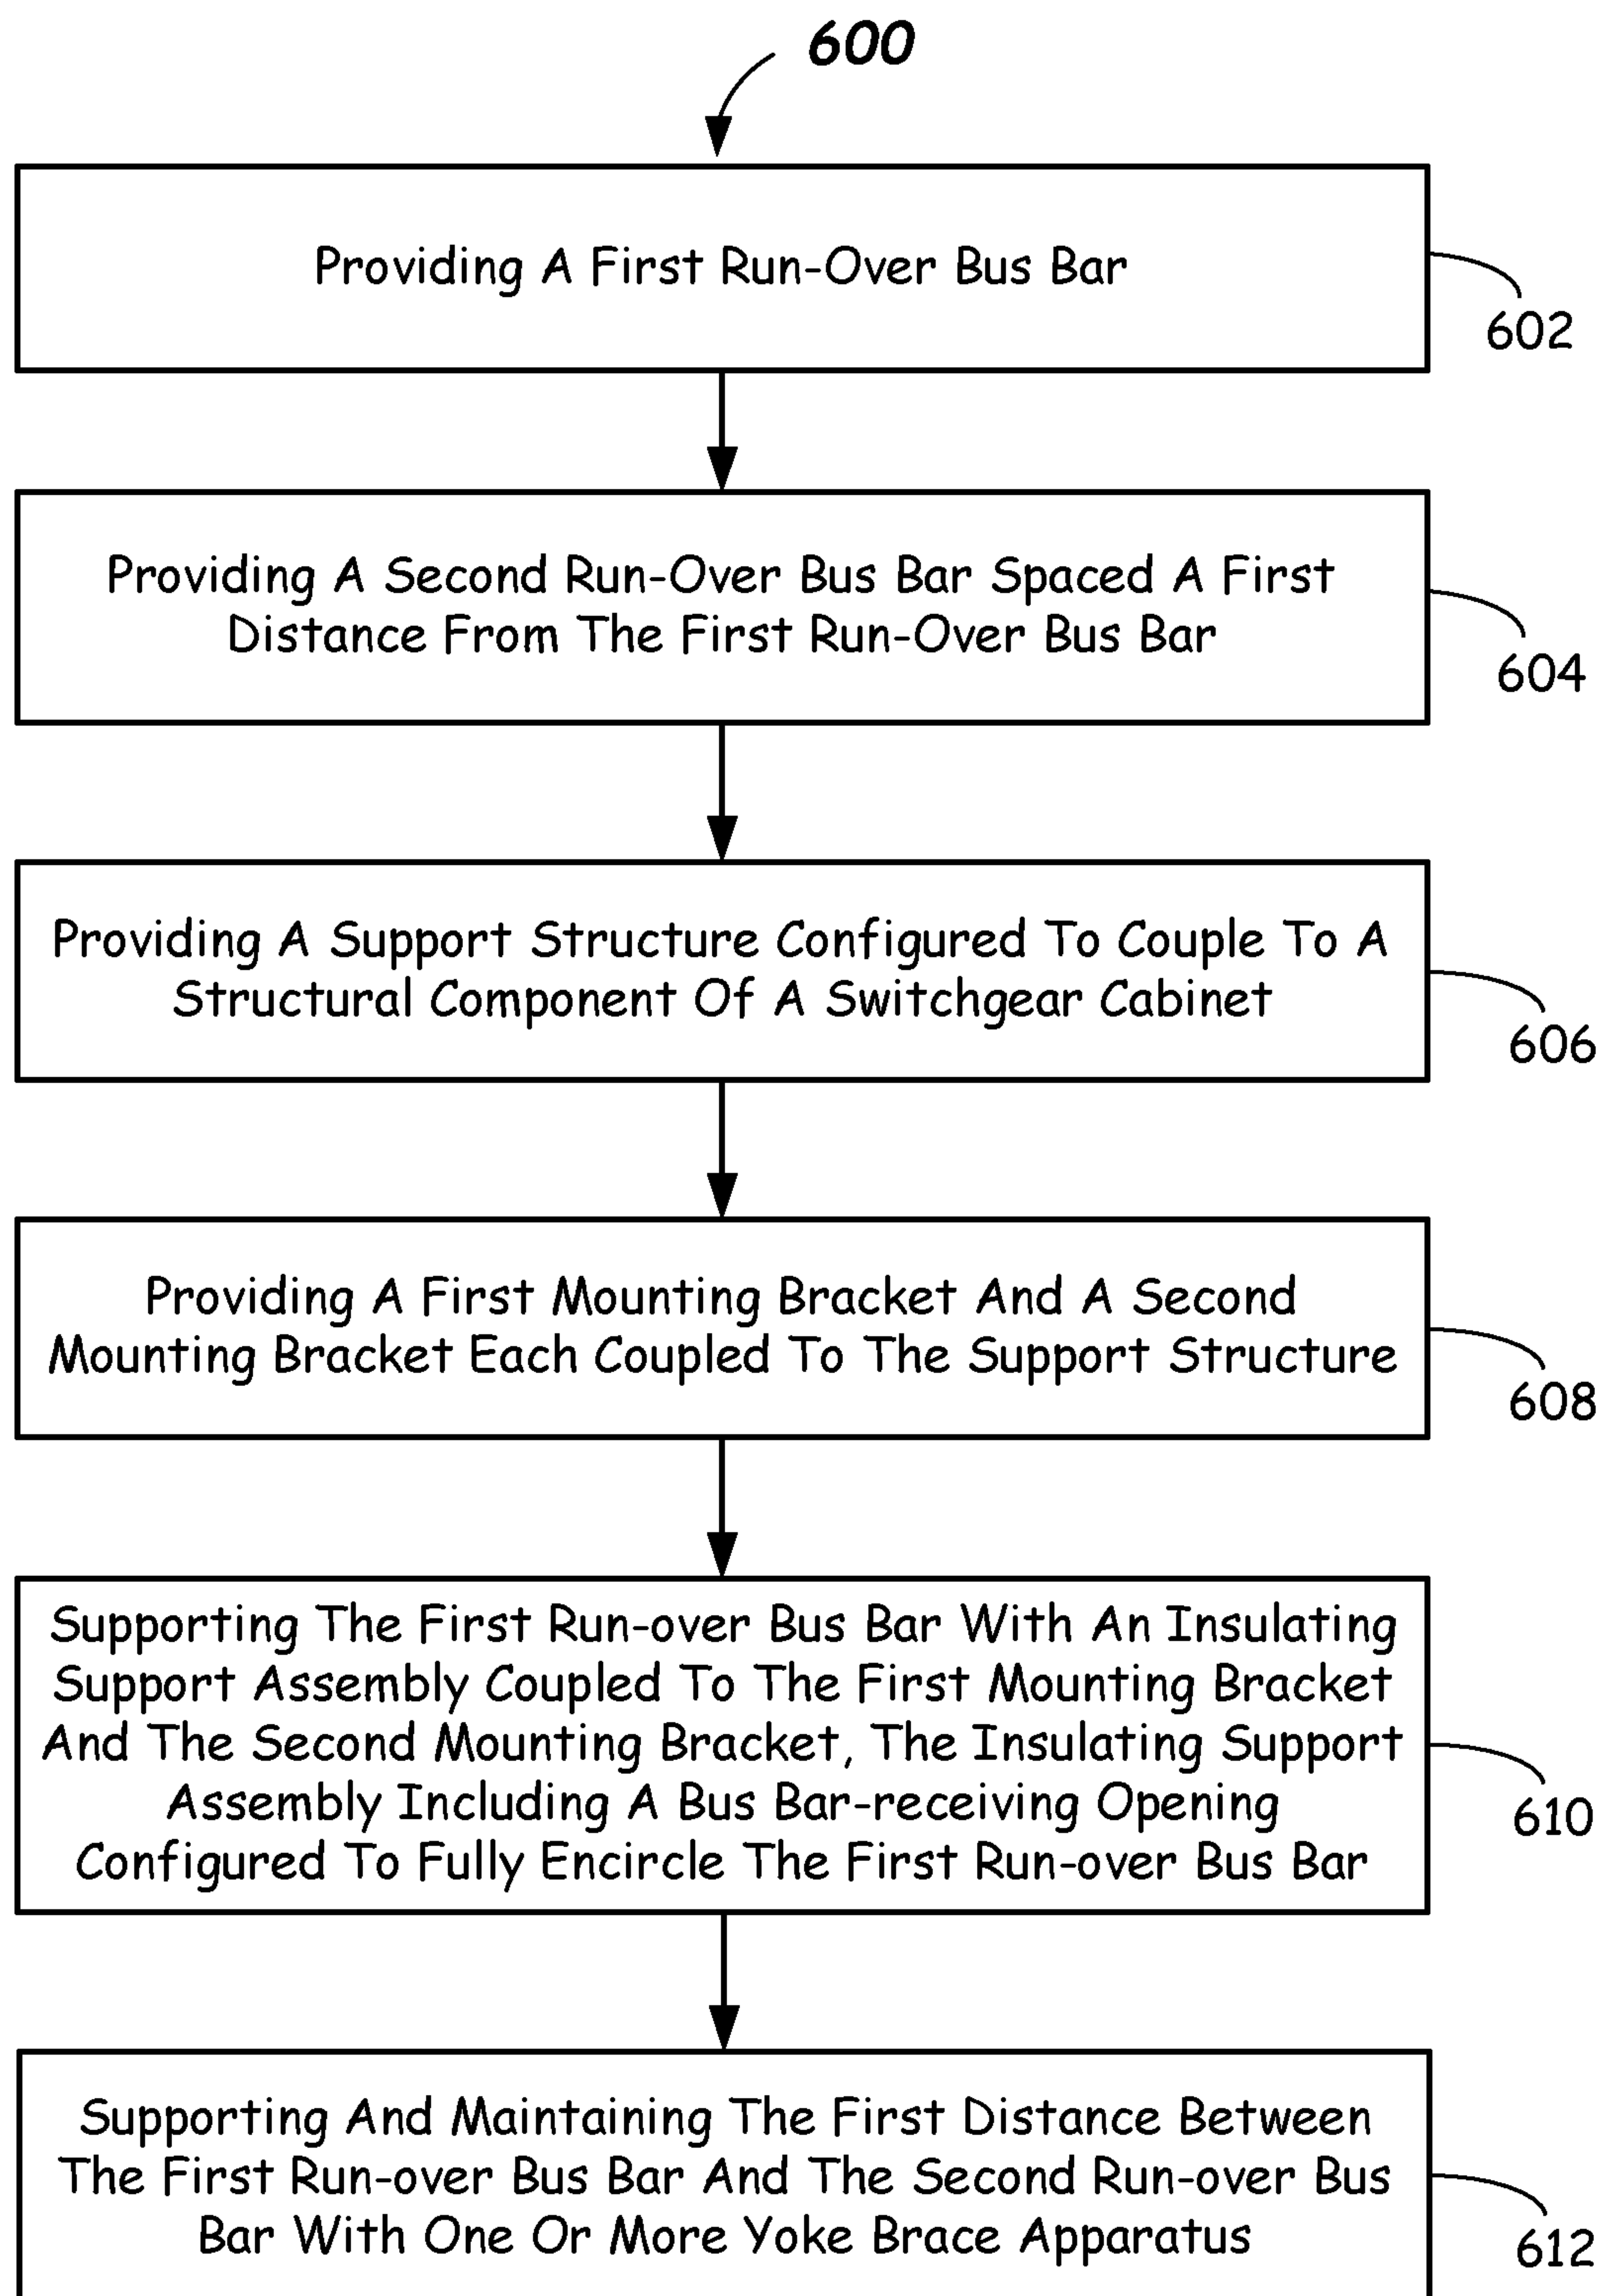 600
Providing A First Run-Over Bus Bar
602
Providing A Second Run-Over Bus Bar Spaced A First
Distance From The First Run-Over Bus Bar
604
Providing A Support Structure Configured To Couple To A
Structural Component Of A Switchgear Cabinet
606
Providing A First Mounting Bracket And A Second
Mounting Bracket Each Coupled To The Support Structure
608
Supporting The First Run-over Bus Bar With An Insulating
Support Assembly Coupled To The First Mounting Bracket
And The Second Mounting Bracket, The Insulating Support
Assembly Including A Bus Bar-receiving Opening
Configured To Fully Encircle The First Run-over Bus Bar
610
Supporting And Maintaining The First Distance Between
The First Run-over Bus Bar And The Second Run-over Bus
Bar With One Or More Yoke Brace Apparatus
612